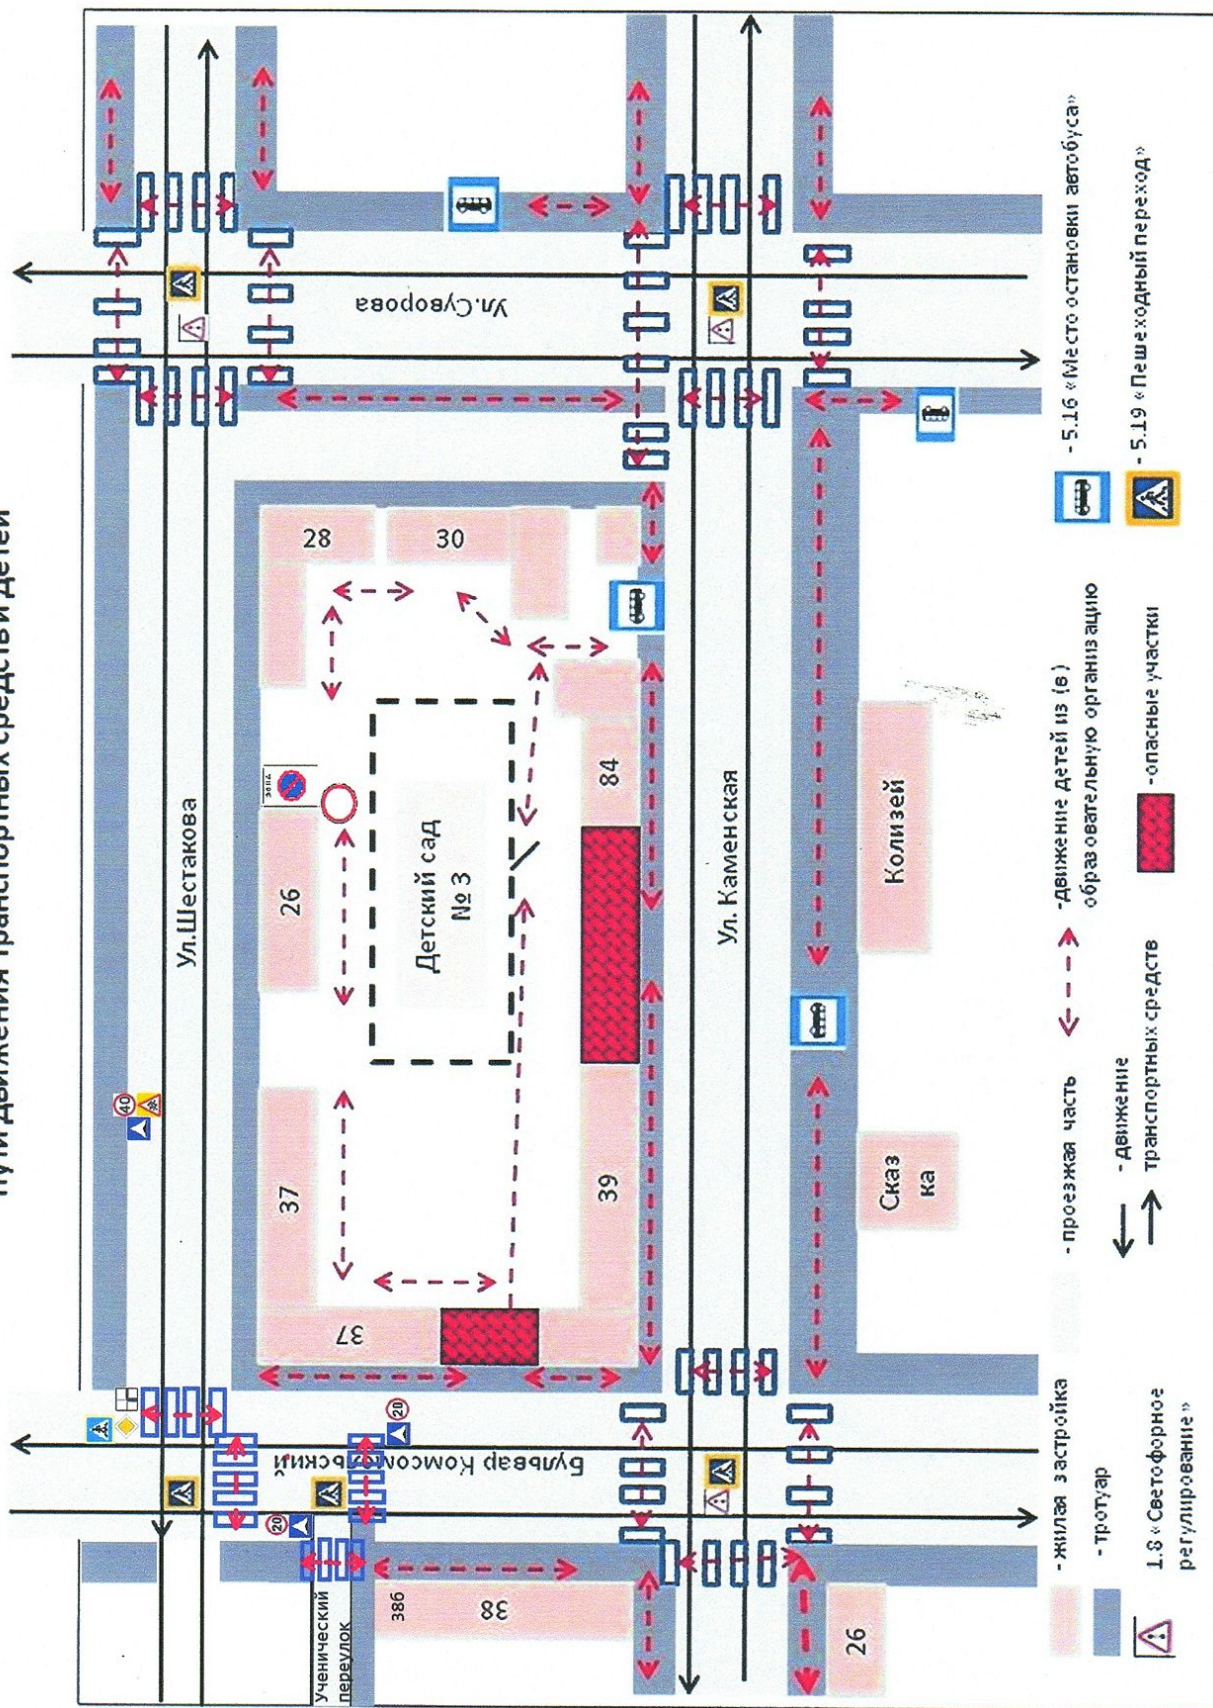 Пути движения транспортных средств и детей
Ул.Шестакова
Ул.Суворова
Ул. Каменская
Бульвар Комсомольский
Ученический
переулок
40
20
20
ЗОНА
28
30
26
37
37
39
84
Детский сад
№3
Колизей
Сказ
ка
38б
38
26
- жилая застройка
- тротуар
1.8 «Светофорное
регулирование»
- проезжая часть
- движение
транспортных средств
-движение детей из (в)
образовательную организацию
-опасные участки
- 5.16 «Место остановки автобуса»
- 5.19 «Пешеходный переход»